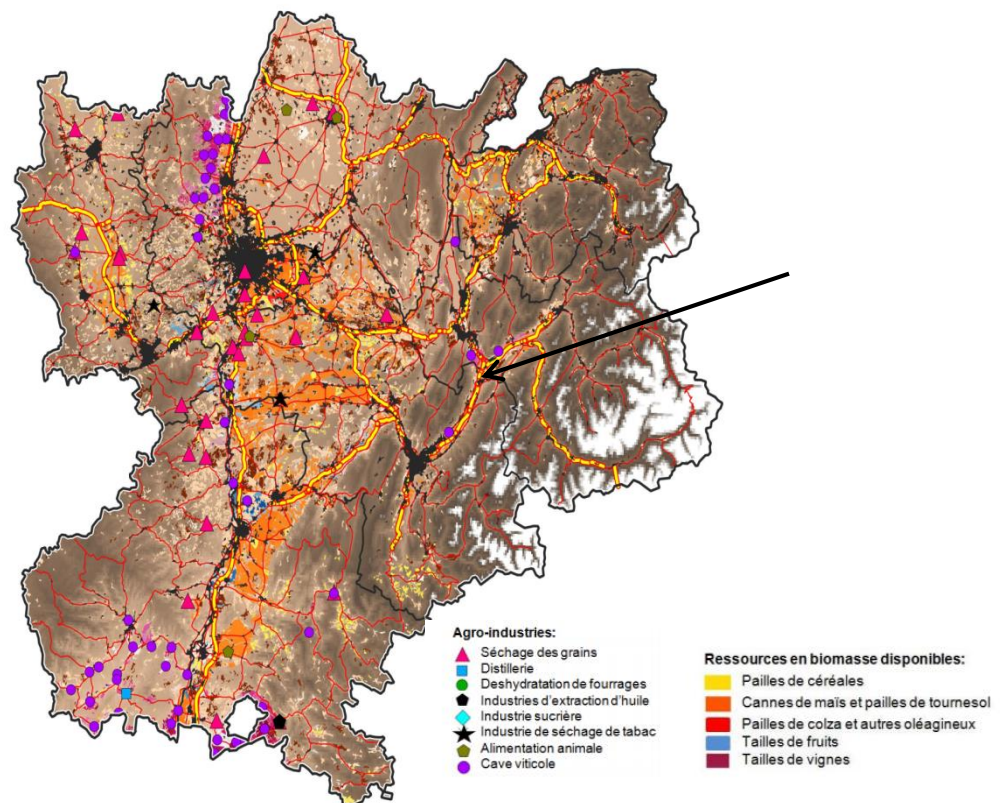 Agro-industries:
Séchage des grains
Distillerie
Deshydratation de fourrages
Industries d'extraction d'huile
Industrie sucrière
Industrie de séchage de tabac
Alimentation animale
Cave viticole
Ressources en biomasse disponibles:
Pailles de céréales
Cannes de maïs et pailles de tournesol
Pailles de colza et autres oléagineux
Tailles de fruits
Tailles de vignes